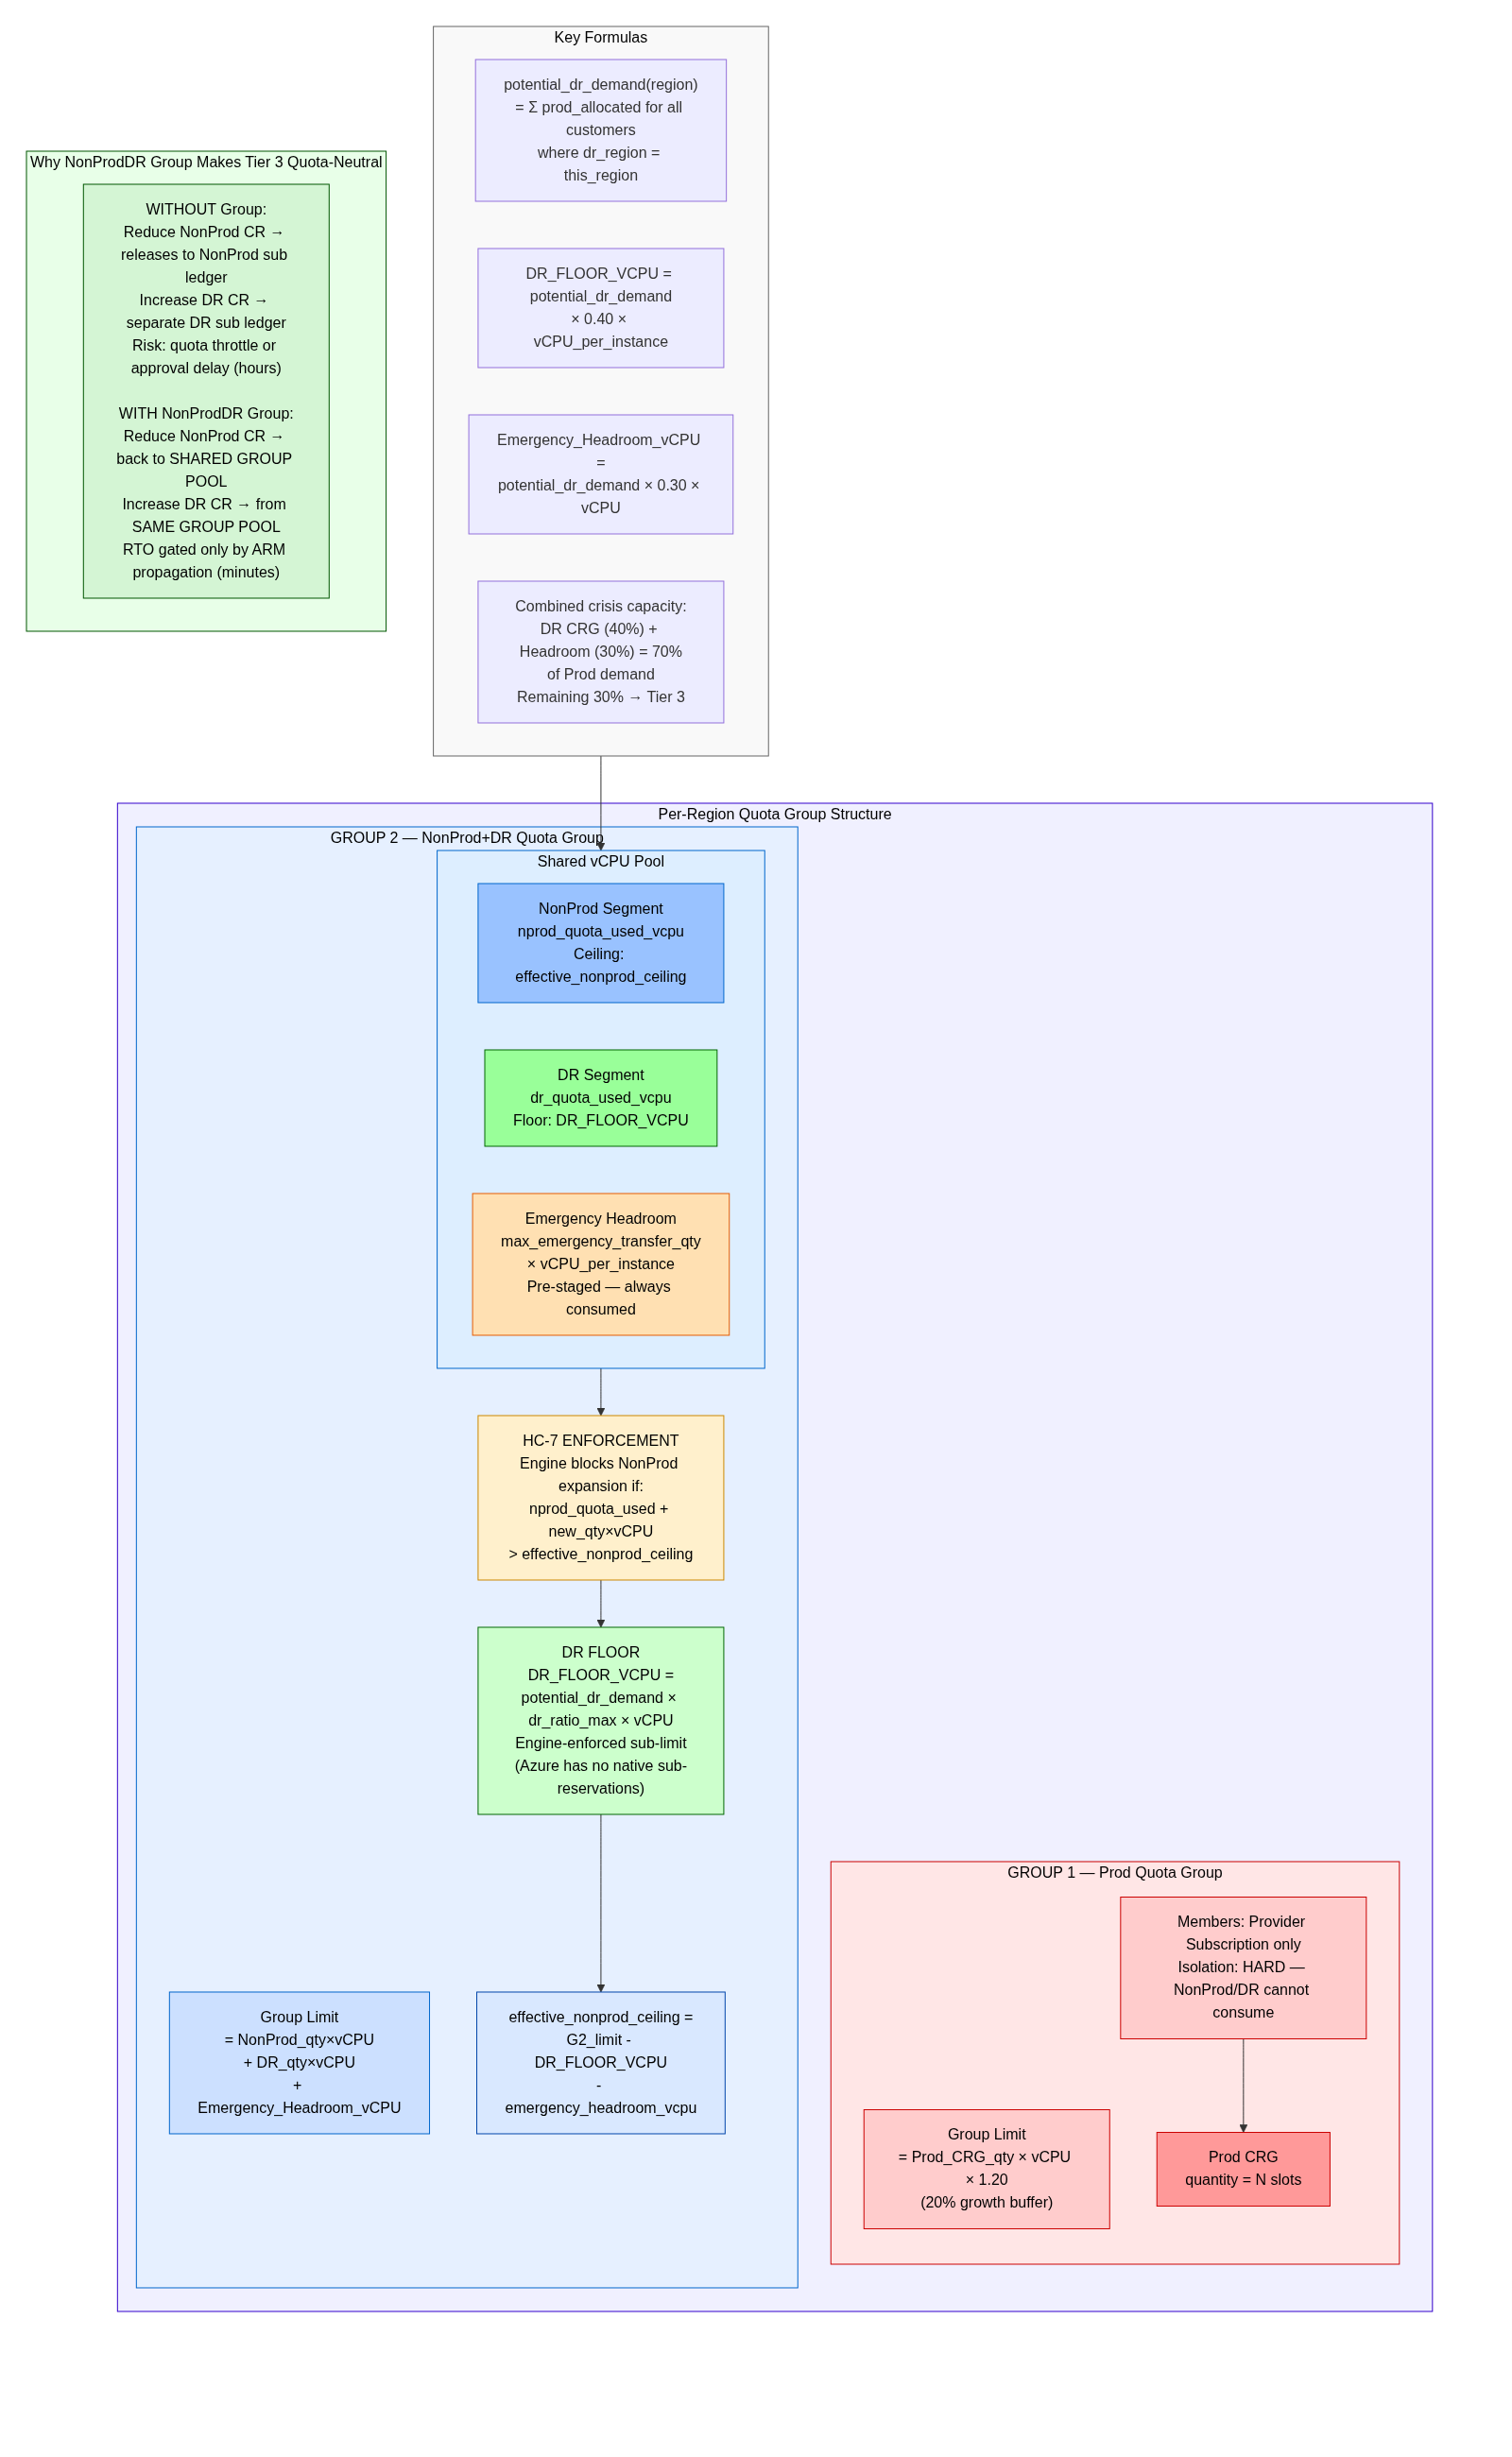 Key Formulas
potential_dr_demand(region)
= Σ prod_allocated for all
customers
where dr_region =
this_region
DR_FLOOR_VCPU =
potential_dr_demand
× 0.40 ×
vCPU_per_instance
Emergency_Headroom_vCPU
=
potential_dr_demand × 0.30 ×
vCPU
Combined crisis capacity:
DR CRG (40%) +
Headroom (30%) = 70%
of Prod demand
Remaining 30% → Tier 3
Why NonProdDR Group Makes Tier 3 Quota-Neutral
WITHOUT Group:
Reduce NonProd CR →
releases to NonProd sub
ledger
Increase DR CR →
separate DR sub ledger
Risk: quota throttle or
approval delay (hours)
WITH NonProdDR Group:
Reduce NonProd CR →
back to SHARED GROUP
POOL
Increase DR CR → from
SAME GROUP POOL
RTO gated only by ARM
propagation (minutes)
Per-Region Quota Group Structure
GROUP 2 — NonProd+DR Quota Group
Shared vCPU Pool
NonProd Segment
nprod_quota_used_vcpu
Ceiling:
effective_nonprod_ceiling
DR Segment
dr_quota_used_vcpu
Floor: DR_FLOOR_VCPU
Emergency Headroom
max_emergency_transfer_qty
× vCPU_per_instance
Pre-staged — always
consumed
HC-7 ENFORCEMENT
Engine blocks NonProd
expansion if:
nprod_quota_used +
new_qty×vCPU
> effective_nonprod_ceiling
DR FLOOR
DR_FLOOR_VCPU =
potential_dr_demand ×
dr_ratio_max × vCPU
Engine-enforced sub-limit
(Azure has no native sub-
reservations)
Group Limit
= NonProd_qty×vCPU
+ DR_qty×vCPU
+
Emergency_Headroom_vCPU
effective_nonprod_ceiling =
G2_limit -
DR_FLOOR_VCPU
-
emergency_headroom_vcpu
GROUP 1 — Prod Quota Group
Members: Provider
Subscription only
Isolation: HARD —
NonProd/DR cannot
consume
Group Limit
= Prod_CRG_qty × vCPU
× 1.20
(20% growth buffer)
Prod CRG
quantity = N slots